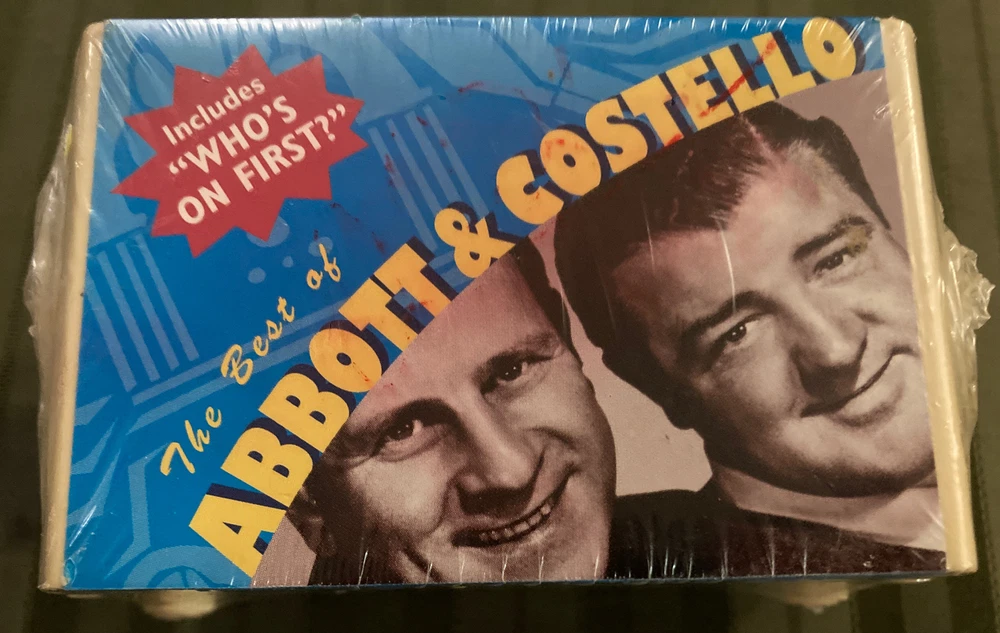 Includes
"WHO'S
ON FIRST?"
The Best of
ABBOTT & COSTELLO